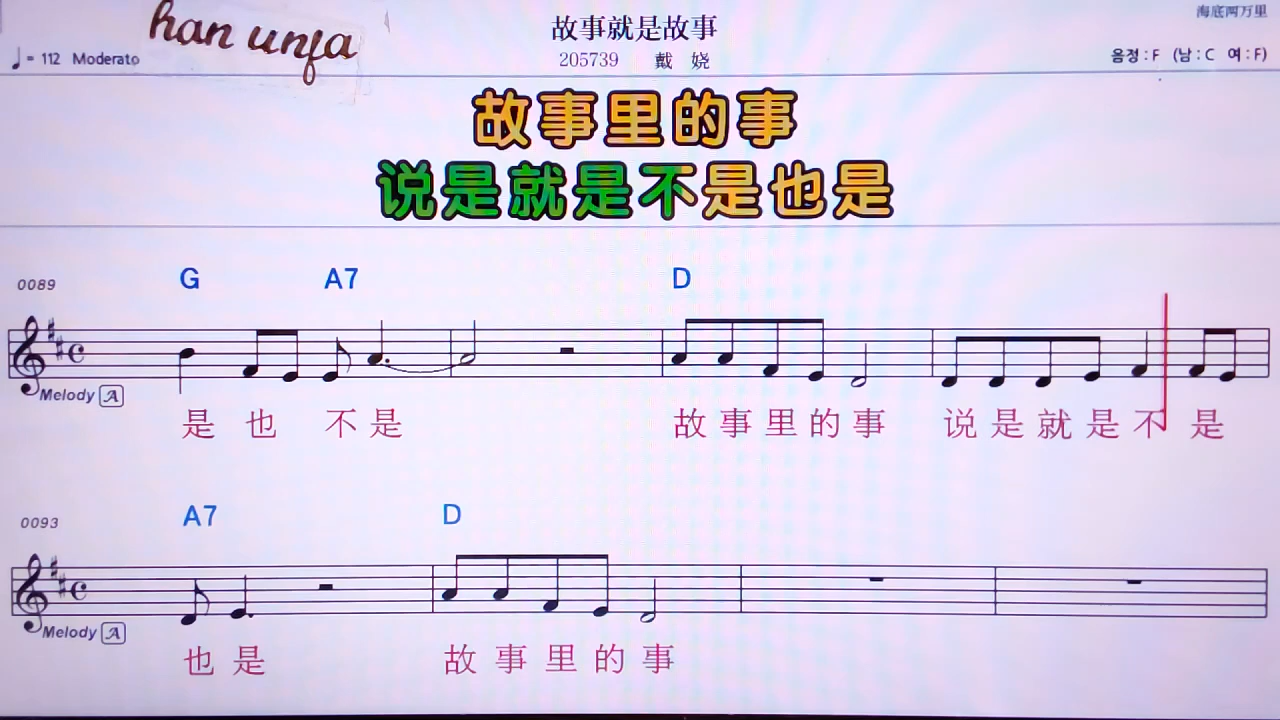 han unfa
故事就是故事
海底两万里
♩= 112 Moderato
205739 戴 娆
음정 : F (남 : C 여 : F)
故事里的事
说是就是不是也是
0089
G A7 D
Melody A
是 也 不 是 故 事 里 的 事 说 是 就 是 不 是
0093
A7 D
Melody A
也 是 故 事 里 的 事